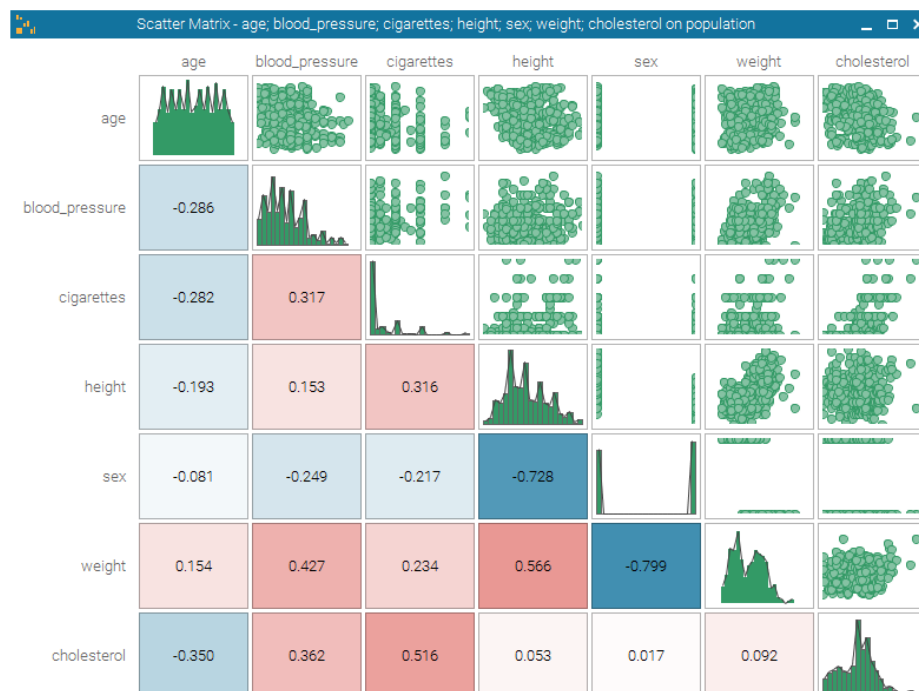 Scatter Matrix - age; blood_pressure; cigarettes; height; sex; weight; cholesterol on population
age blood_pressure cigarettes height sex weight cholesterol
age
blood_pressure -0.286
cigarettes -0.282 0.317
height -0.193 0.153 0.316
sex -0.081 -0.249 -0.217 -0.728
weight 0.154 0.427 0.234 0.566 -0.799
cholesterol -0.350 0.362 0.516 0.053 0.017 0.092